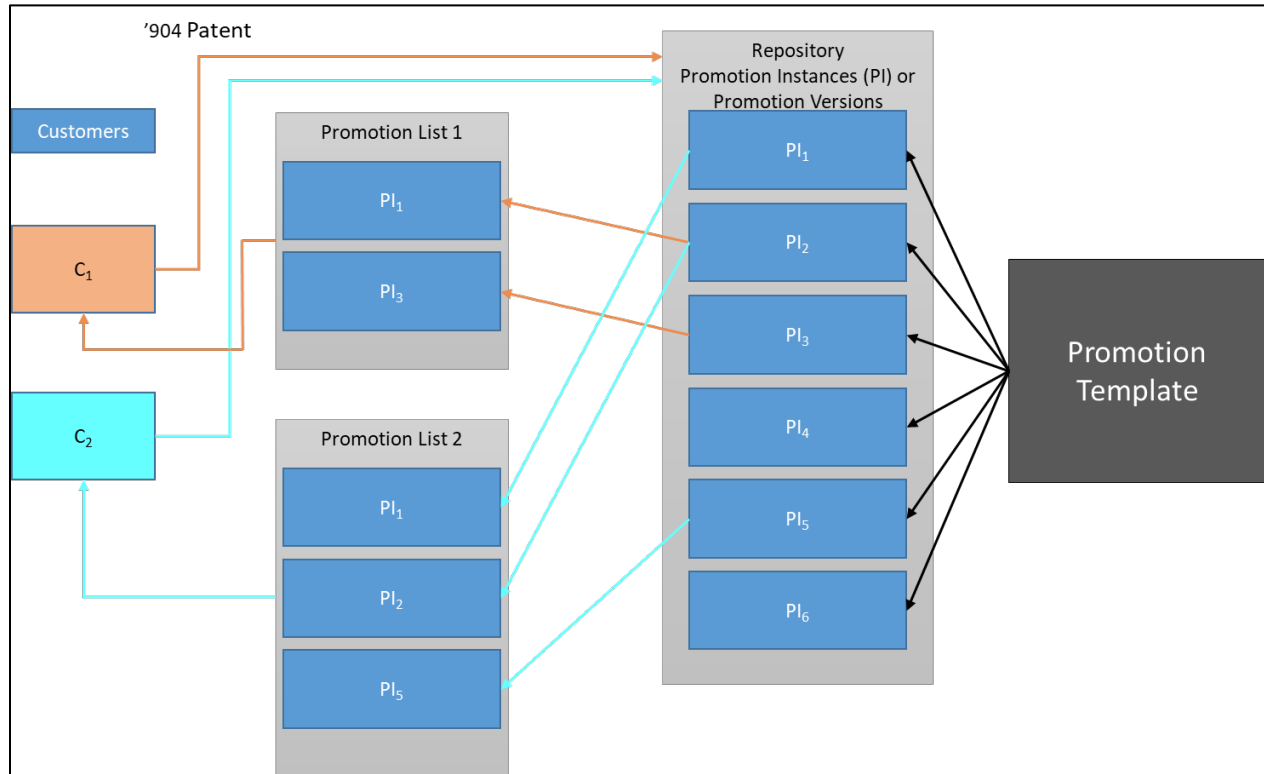 ’904 Patent
Customers
C₁
C₂
Promotion List 1
PI₁
PI₃
Promotion List 2
PI₁
PI₂
PI₅
Repository
Promotion Instances (PI) or
Promotion Versions
PI₁
PI₂
PI₃
PI₄
PI₅
PI₆
Promotion
Template